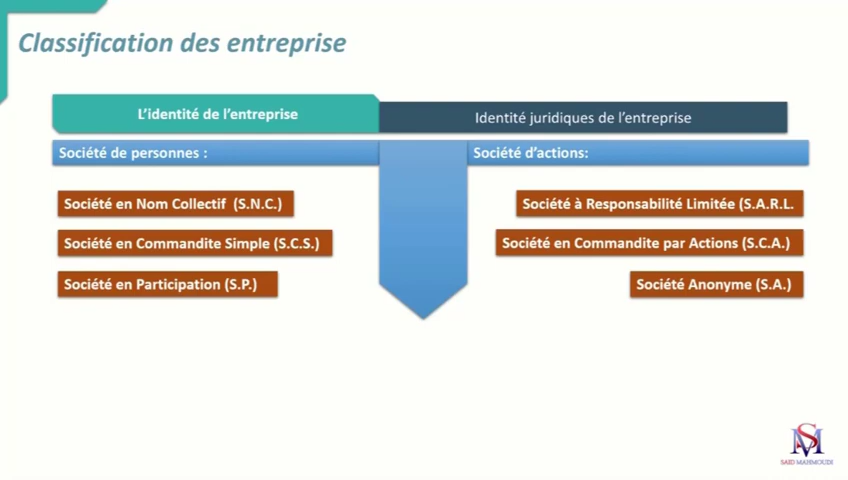 Classification des entreprise
L'identité de l'entreprise
Identité juridiques de l'entreprise
Société de personnes :
Société d'actions:
Société en Nom Collectif (S.N.C.)
Société à Responsabilité Limitée (S.A.R.L.
Société en Commandite Simple (S.C.S.)
Société en Commandite par Actions (S.C.A.)
Société en Participation (S.P.)
Société Anonyme (S.A.)
SM
SAID MAHMOUDI